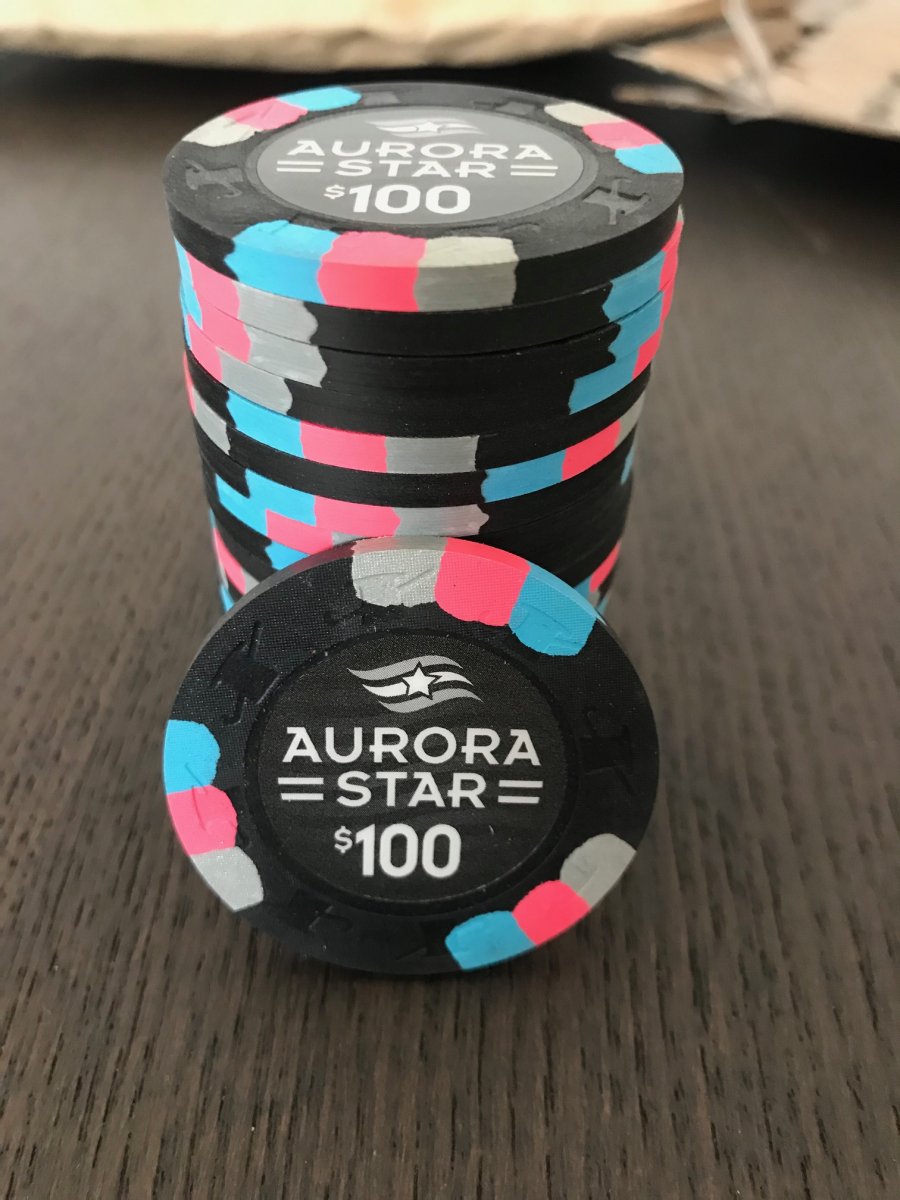 AURORA
= STAR =
$100
AURORA
= STAR =
$100